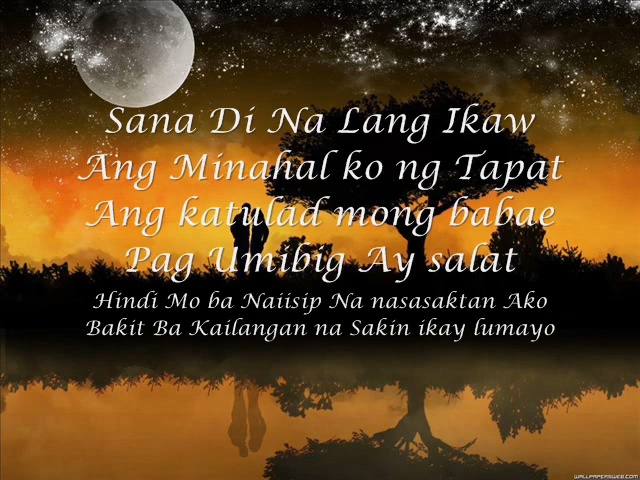 Sana Di Na Lang Ikaw
Ang Minahal ko ng Tapat
Ang katulad mong babae
Pag Umibig Ay salat
Hindi Mo ba Naiisip Na nasasaktan Ako
Bakit Ba Kailangan na Sakin ikay lumayo
WALLPAPERSWEB.COM